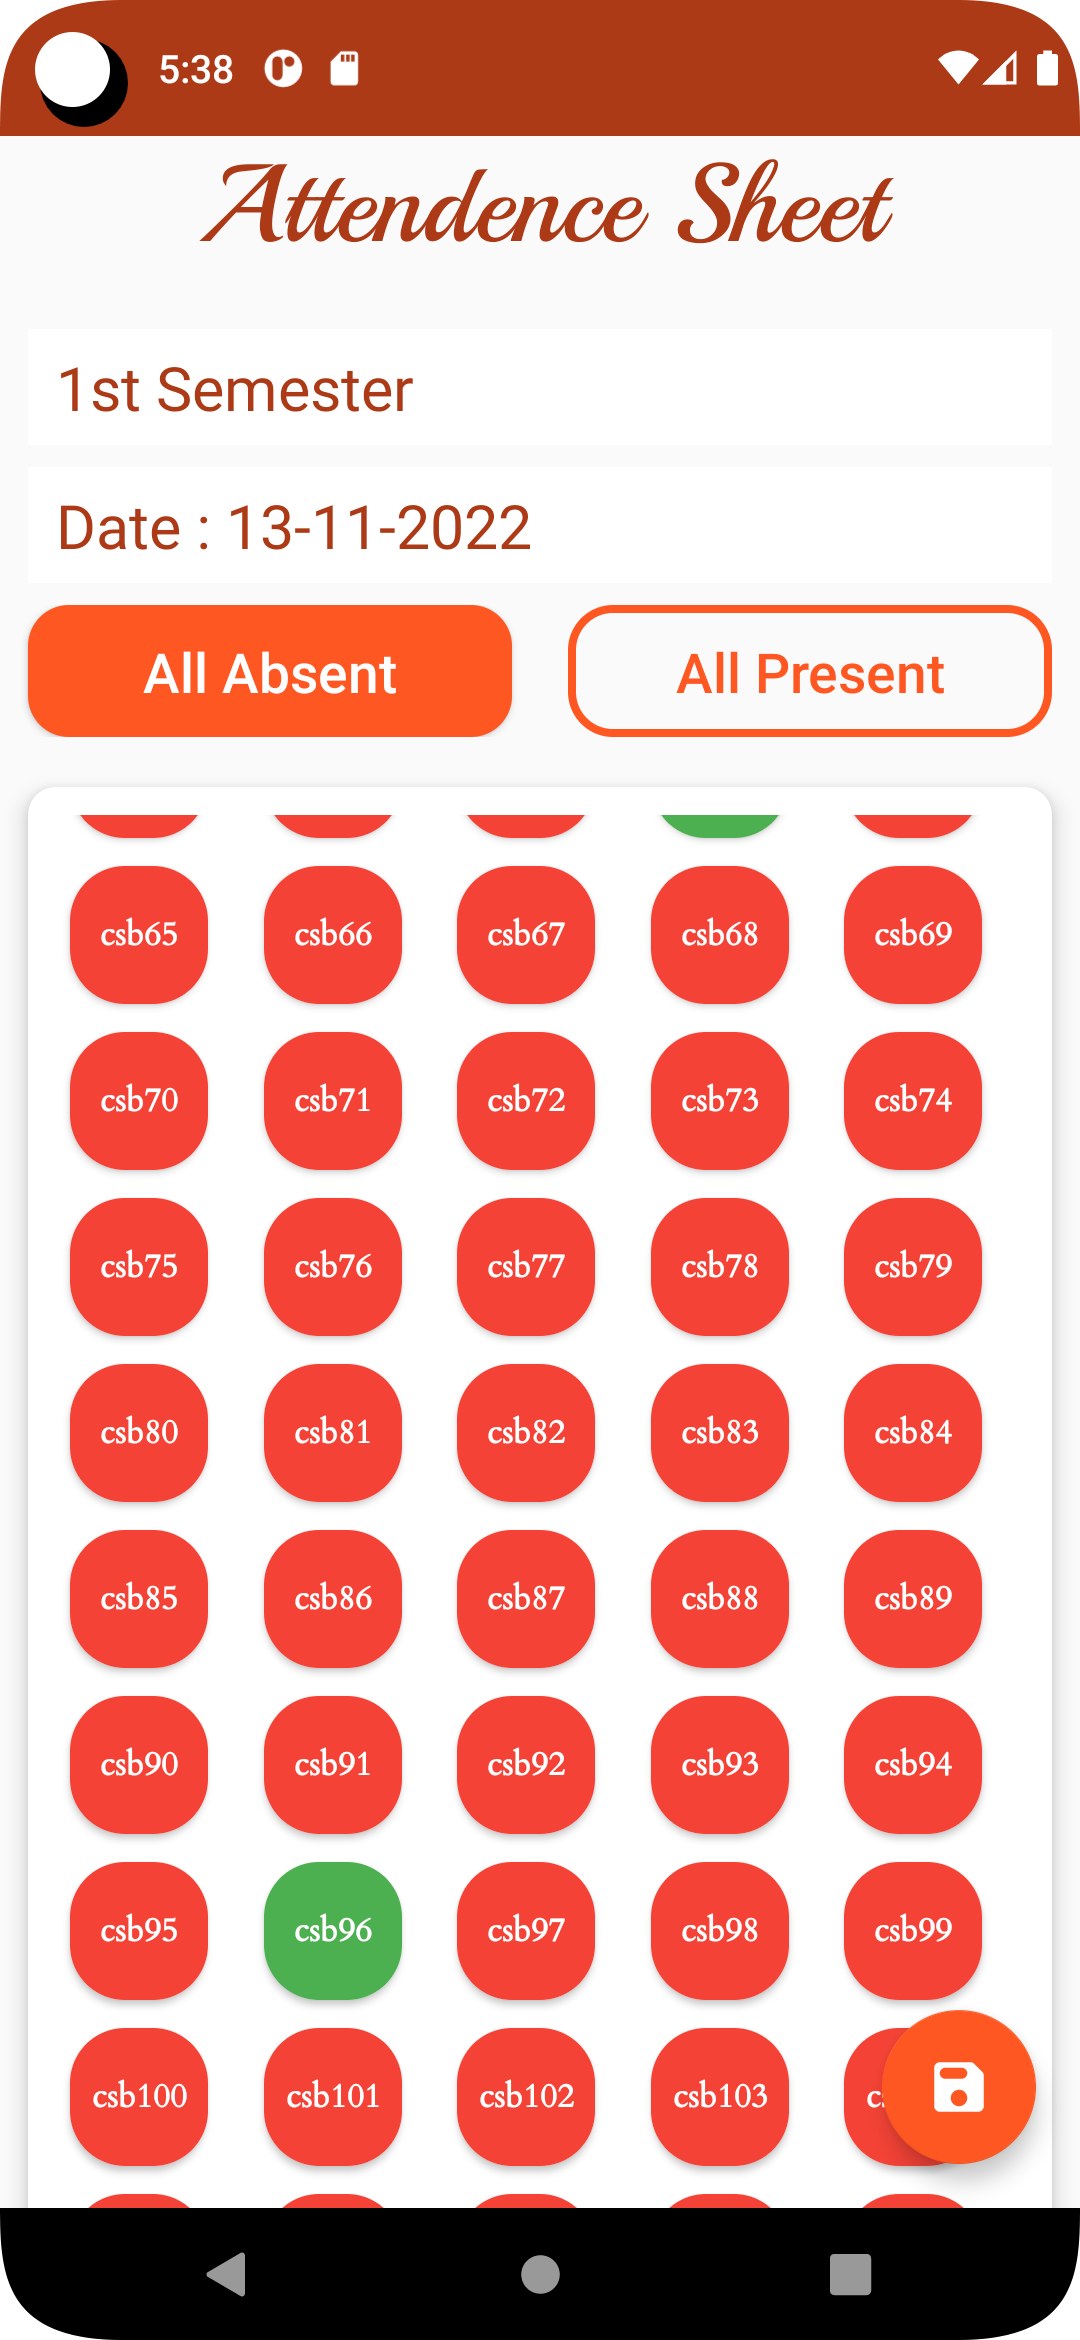 5:38
Attendence Sheet
1st Semester
Date : 13-11-2022
All Absent All Present
csb65 csb66 csb67 csb68 csb69
csb70 csb71 csb72 csb73 csb74
csb75 csb76 csb77 csb78 csb79
csb80 csb81 csb82 csb83 csb84
csb85 csb86 csb87 csb88 csb89
csb90 csb91 csb92 csb93 csb94
csb95 csb96 csb97 csb98 csb99
csb100 csb101 csb102 csb103